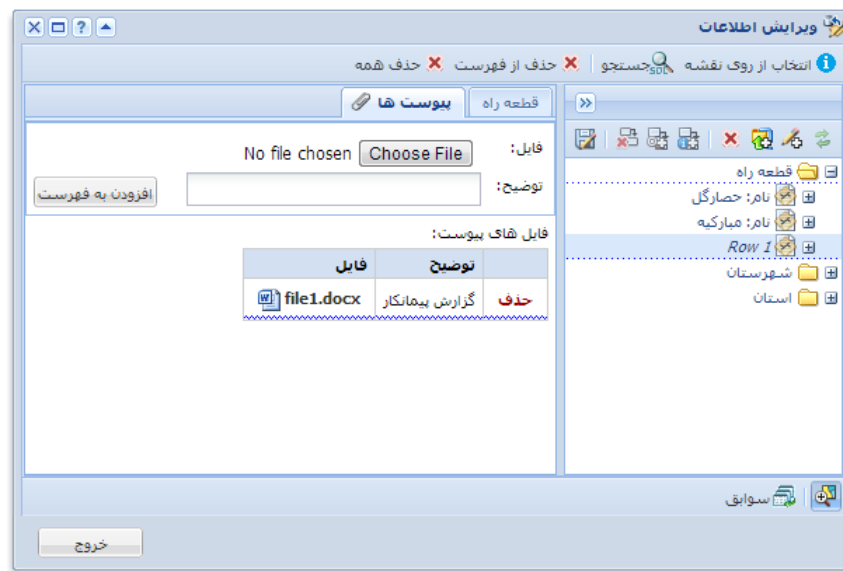 ویرایش اطلاعات
انتخاب از روی نقشه SQL جستجو حذف از فهرست حذف همه
قطعه راه
نام: حصارگل
نام: مبارکیه
Row 1
شهرستان
استان
قطعه راه پیوست ها
فایل: Choose File No file chosen
توضیح: افزودن به فهرست
فایل های پیوست:
توضیح فایل
حذف گزارش پیمانکار file1.docx
سوابق
خروج